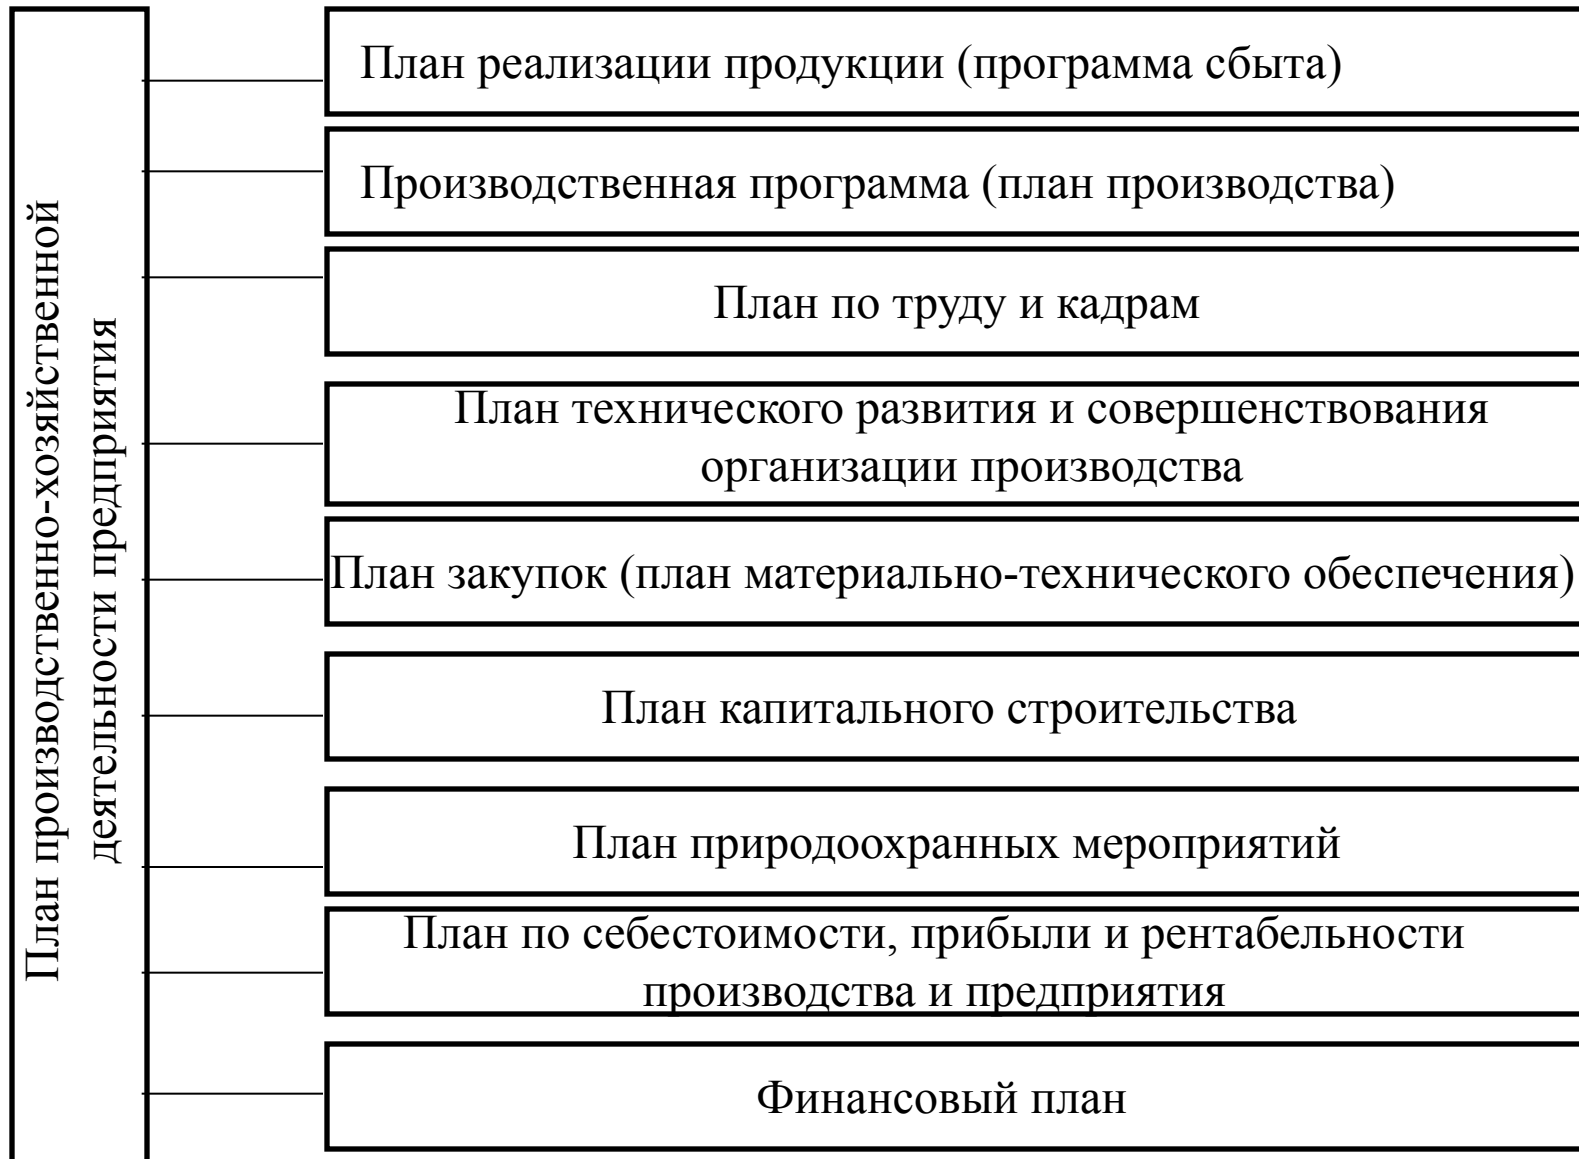 План производственно-хозяйственной
деятельности предприятия
План реализации продукции (программа сбыта)
Производственная программа (план производства)
План по труду и кадрам
План технического развития и совершенствования
организации производства
План закупок (план материально-технического обеспечения)
План капитального строительства
План природоохранных мероприятий
План по себестоимости, прибыли и рентабельности
производства и предприятия
Финансовый план